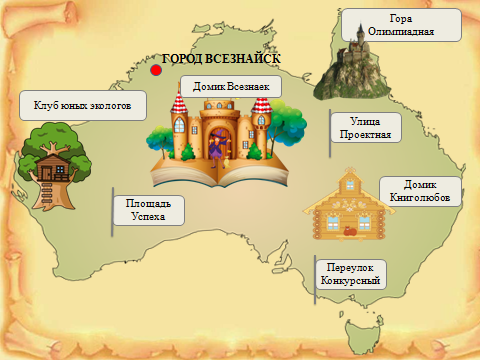 Гора
Олимпиадная
ГОРОД ВСЕЗНАЙСК
Домик Всезнаек
Клуб юных экологов
Улица
Проектная
Домик
Книголюбов
Площадь
Успеха
Переулок
Конкурсный